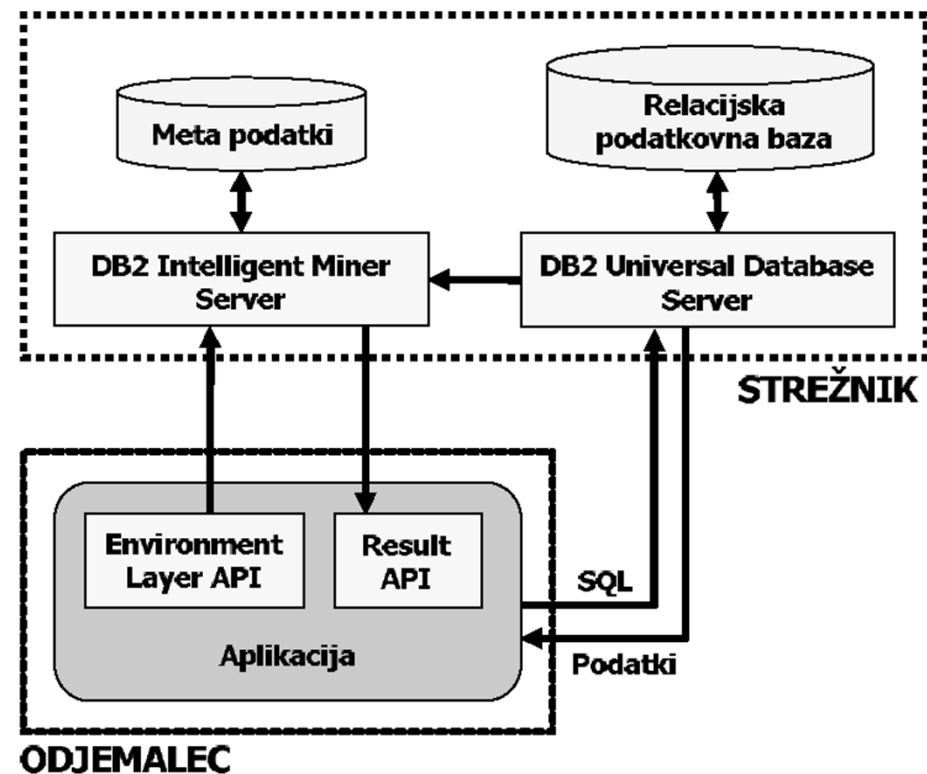 Meta podatki
Relacijska
podatkovna baza
DB2 Intelligent Miner
Server
DB2 Universal Database
Server
STREŽNIK
Environment
Layer API
Result
API
SQL
Aplikacija
Podatki
ODJEMALEC